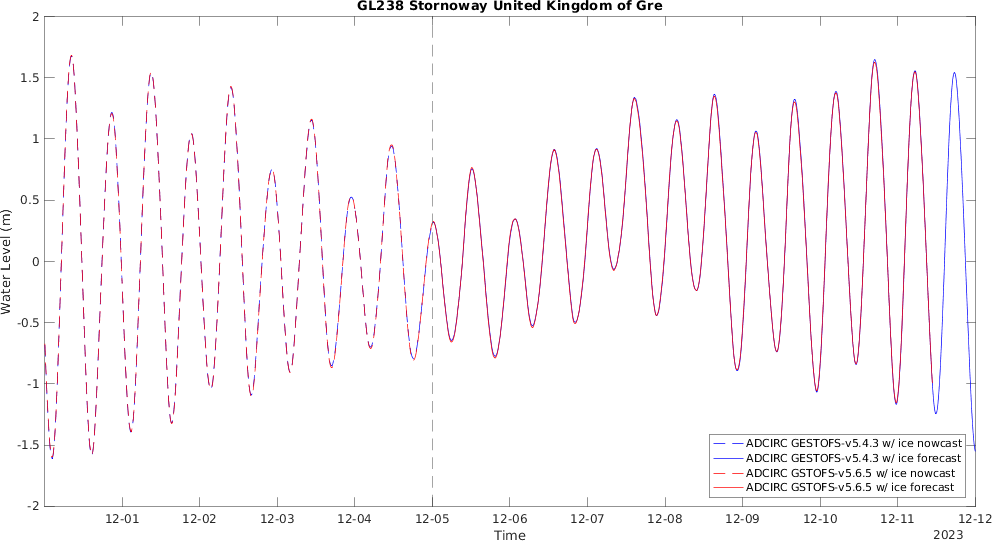 GL238 Stornoway United Kingdom of Gre
2
1.5
1
0.5
0
-0.5
-1
-1.5
-2
Water Level (m)
ADCIRC GESTOFS-v5.4.3 w/ ice nowcast
ADCIRC GESTOFS-v5.4.3 w/ ice forecast
ADCIRC GSTOFS-v5.6.5 w/ ice nowcast
ADCIRC GSTOFS-v5.6.5 w/ ice forecast
12-01 12-02 12-03 12-04 12-05 12-06 12-07 12-08 12-09 12-10 12-11 12-12
Time
2023